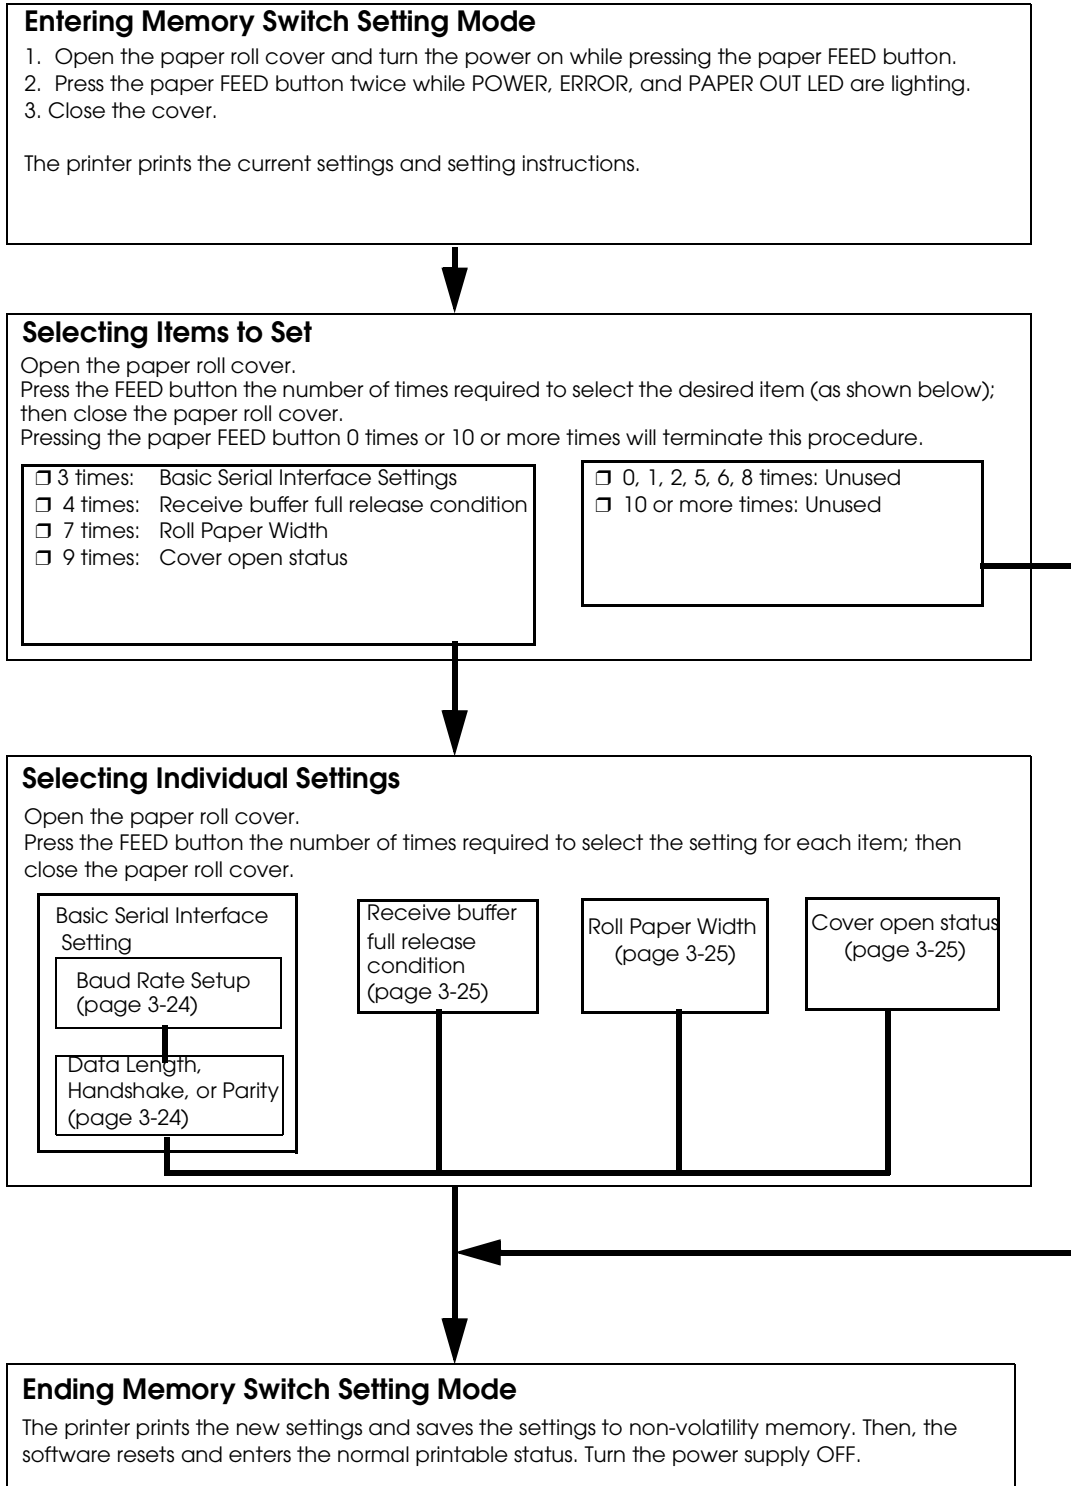 Entering Memory Switch Setting Mode
1. Open the paper roll cover and turn the power on while pressing the paper FEED button.
2. Press the paper FEED button twice while POWER, ERROR, and PAPER OUT LED are lighting.
3. Close the cover.
The printer prints the current settings and setting instructions.
Selecting Items to Set
Open the paper roll cover.
Press the FEED button the number of times required to select the desired item (as shown below);
then close the paper roll cover.
Pressing the paper FEED button 0 times or 10 or more times will terminate this procedure.
❒ 3 times: Basic Serial Interface Settings
❒ 4 times: Receive buffer full release condition
❒ 7 times: Roll Paper Width
❒ 9 times: Cover open status
❒ 0, 1, 2, 5, 6, 8 times: Unused
❒ 10 or more times: Unused
Selecting Individual Settings
Open the paper roll cover.
Press the FEED button the number of times required to select the setting for each item; then
close the paper roll cover.
Basic Serial Interface
Setting
Baud Rate Setup
(page 3-24)
Data Length,
Handshake, or Parity
(page 3-24)
Receive buffer
full release
condition
(page 3-25)
Roll Paper Width
(page 3-25)
Cover open status
(page 3-25)
Ending Memory Switch Setting Mode
The printer prints the new settings and saves the settings to non-volatility memory. Then, the
software resets and enters the normal printable status. Turn the power supply OFF.